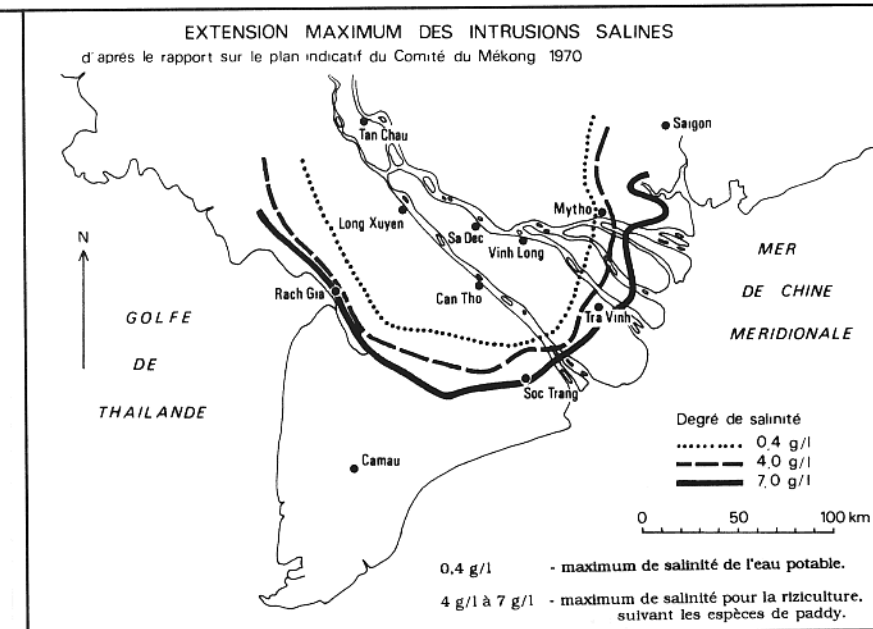 EXTENSION MAXIMUM DES INTRUSIONS SALINES
d'après le rapport sur le plan indicatif du Comité du Mékong 1970
Saigon
Tan Chau
Mytho
Long Xuyen
Sa Dec
Vinh Long
N
MER
Rach Gia
Can Tho
DE CHINE
Tra Vinh
GOLFE
MERIDIONALE
DE
Soc Trang
THAILANDE
Degré de salinité
0,4 g/l
4,0 g/l
Camau
7,0 g/l
0 50 100 km
0,4 g/l - maximum de salinité de l'eau potable.
4 g/l à 7 g/l - maximum de salinité pour la riziculture,
suivant les espèces de paddy.